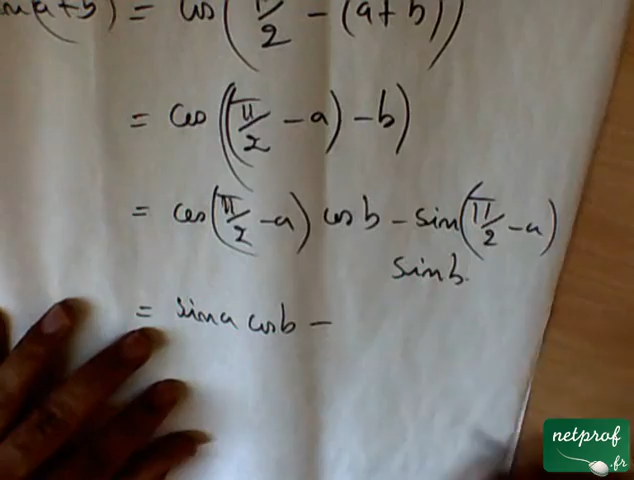 sin(a+b) = cos(π/2 - (a+b))
= cos((π/2 - a) - b)
= cos(π/2 - a) cos b - sin(π/2 - a)
sin b.
= sin a cos b -
netprof
.fr